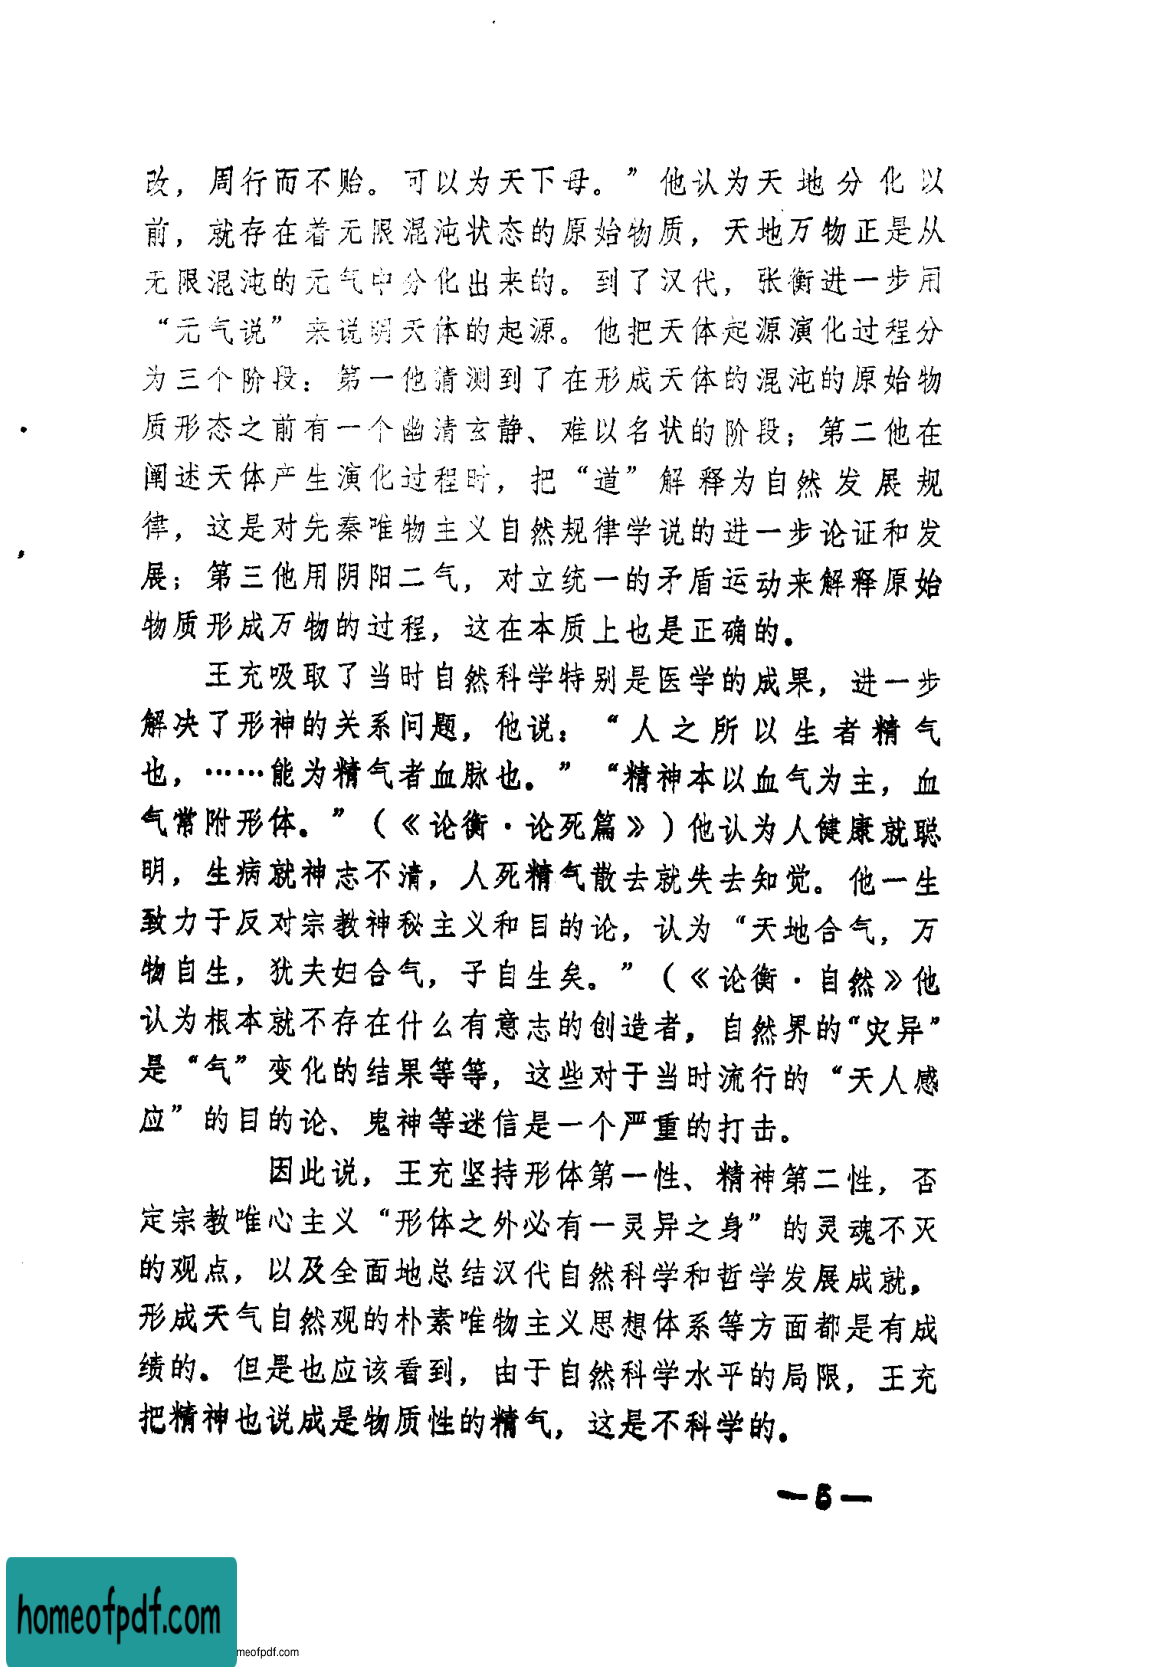 改，周行而不贻。可以为天下母。”他认为天地分化以
前，就存在着无限混沌状态的原始物质，天地万物正是从
无限混沌的元气中分化出来的。到了汉代，张衡进一步用
“元气说”来说明天体的起源。他把天体起源演化过程分
为三个阶段：第一他猜测到了在形成天体的混沌的原始物
质形态之前有一个幽清玄静、难以名状的阶段；第二他在
阐述天体产生演化过程时，把“道”解释为自然发展规
律，这是对先秦唯物主义自然规律学说的进一步论证和发
展；第三他用阴阳二气，对立统一的矛盾运动来解释原始
物质形成万物的过程，这在本质上也是正确的。
王充吸取了当时自然科学特别是医学的成果，进一步
解决了形神的关系问题，他说：“人之所以生者精气
也，……能为精气者血脉也。”“精神本以血气为主，血
气常附形体。”（《论衡·论死篇》）他认为人健康就聪
明，生病就神志不清，人死精气散去就失去知觉。他一生
致力于反对宗教神秘主义和目的论，认为“天地合气，万
物自生，犹夫妇合气，子自生矣。”（《论衡·自然》他
认为根本就不存在什么有意志的创造者，自然界的“灾异”
是“气”变化的结果等等，这些对于当时流行的“天人感
应”的目的论、鬼神等迷信是一个严重的打击。
因此说，王充坚持形体第一性、精神第二性，否
定宗教唯心主义“形体之外必有一灵异之身”的灵魂不灭
的观点，以及全面地总结汉代自然科学和哲学发展成就，
形成天气自然观的朴素唯物主义思想体系等方面都是有成
绩的。但是也应该看到，由于自然科学水平的局限，王充
把精神也说成是物质性的精气，这是不科学的。
—5—
homeofpdf.com
meofpdf.com